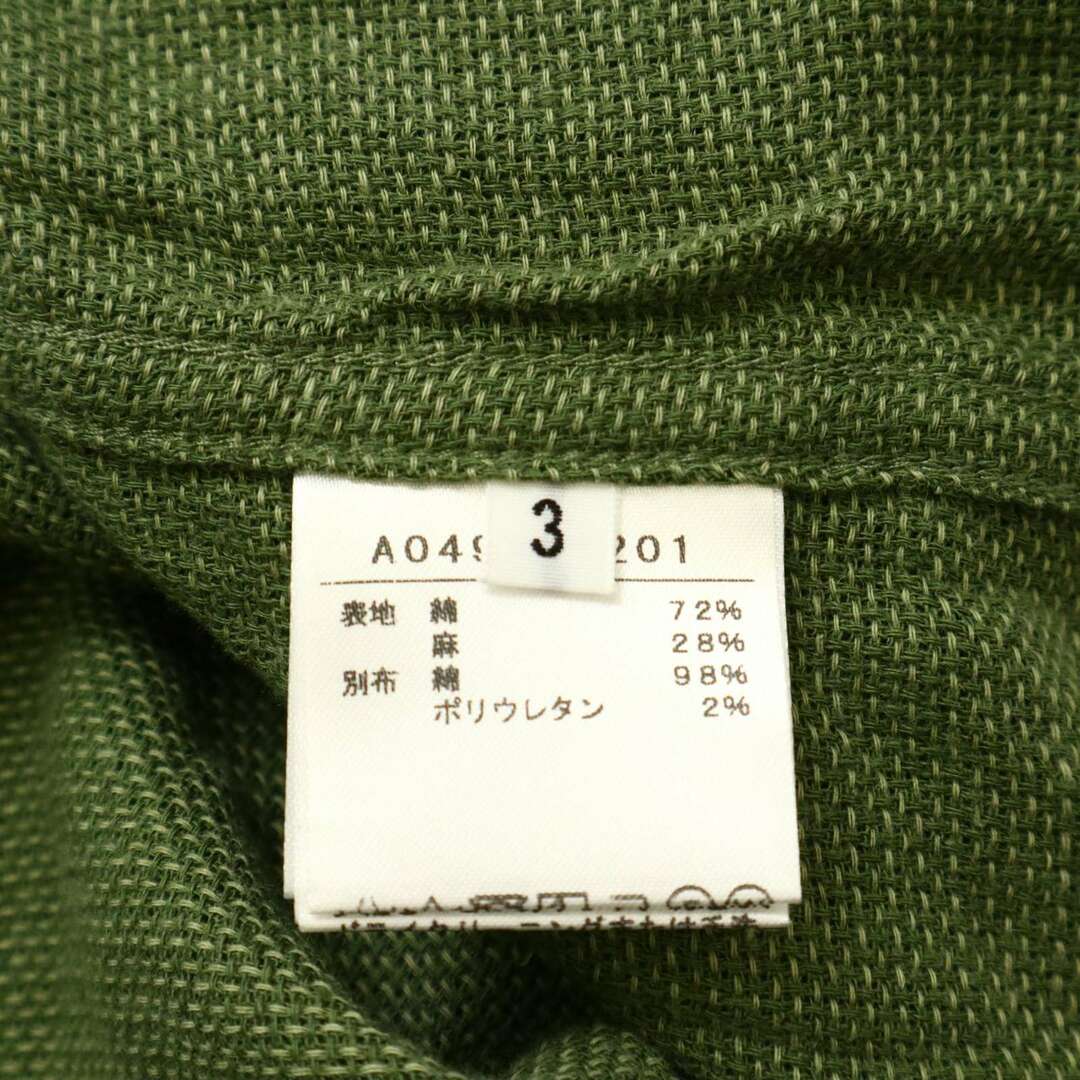 3
A049 201
表地 綿 72%
麻 28%
別布 綿 98%
ポリウレタン 2%